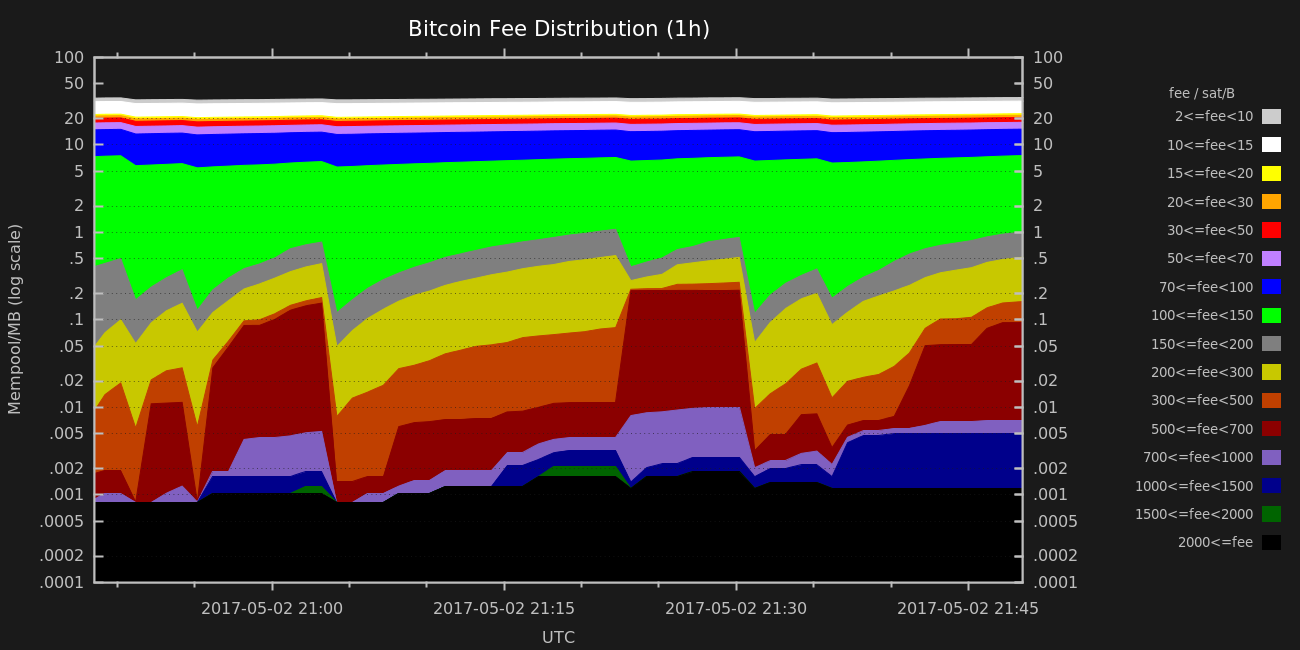 Bitcoin Fee Distribution (1h)
100
50
20
10
5
2
1
.5
.2
.1
.05
.02
.01
.005
.002
.001
.0005
.0002
.0001
Mempool/MB (log scale)
100
50
20
10
5
2
1
.5
.2
.1
.05
.02
.01
.005
.002
.001
.0005
.0002
.0001
2017-05-02 21:00
2017-05-02 21:15
2017-05-02 21:30
2017-05-02 21:45
UTC
fee / sat/B
2<=fee<10
10<=fee<15
15<=fee<20
20<=fee<30
30<=fee<50
50<=fee<70
70<=fee<100
100<=fee<150
150<=fee<200
200<=fee<300
300<=fee<500
500<=fee<700
700<=fee<1000
1000<=fee<1500
1500<=fee<2000
2000<=fee